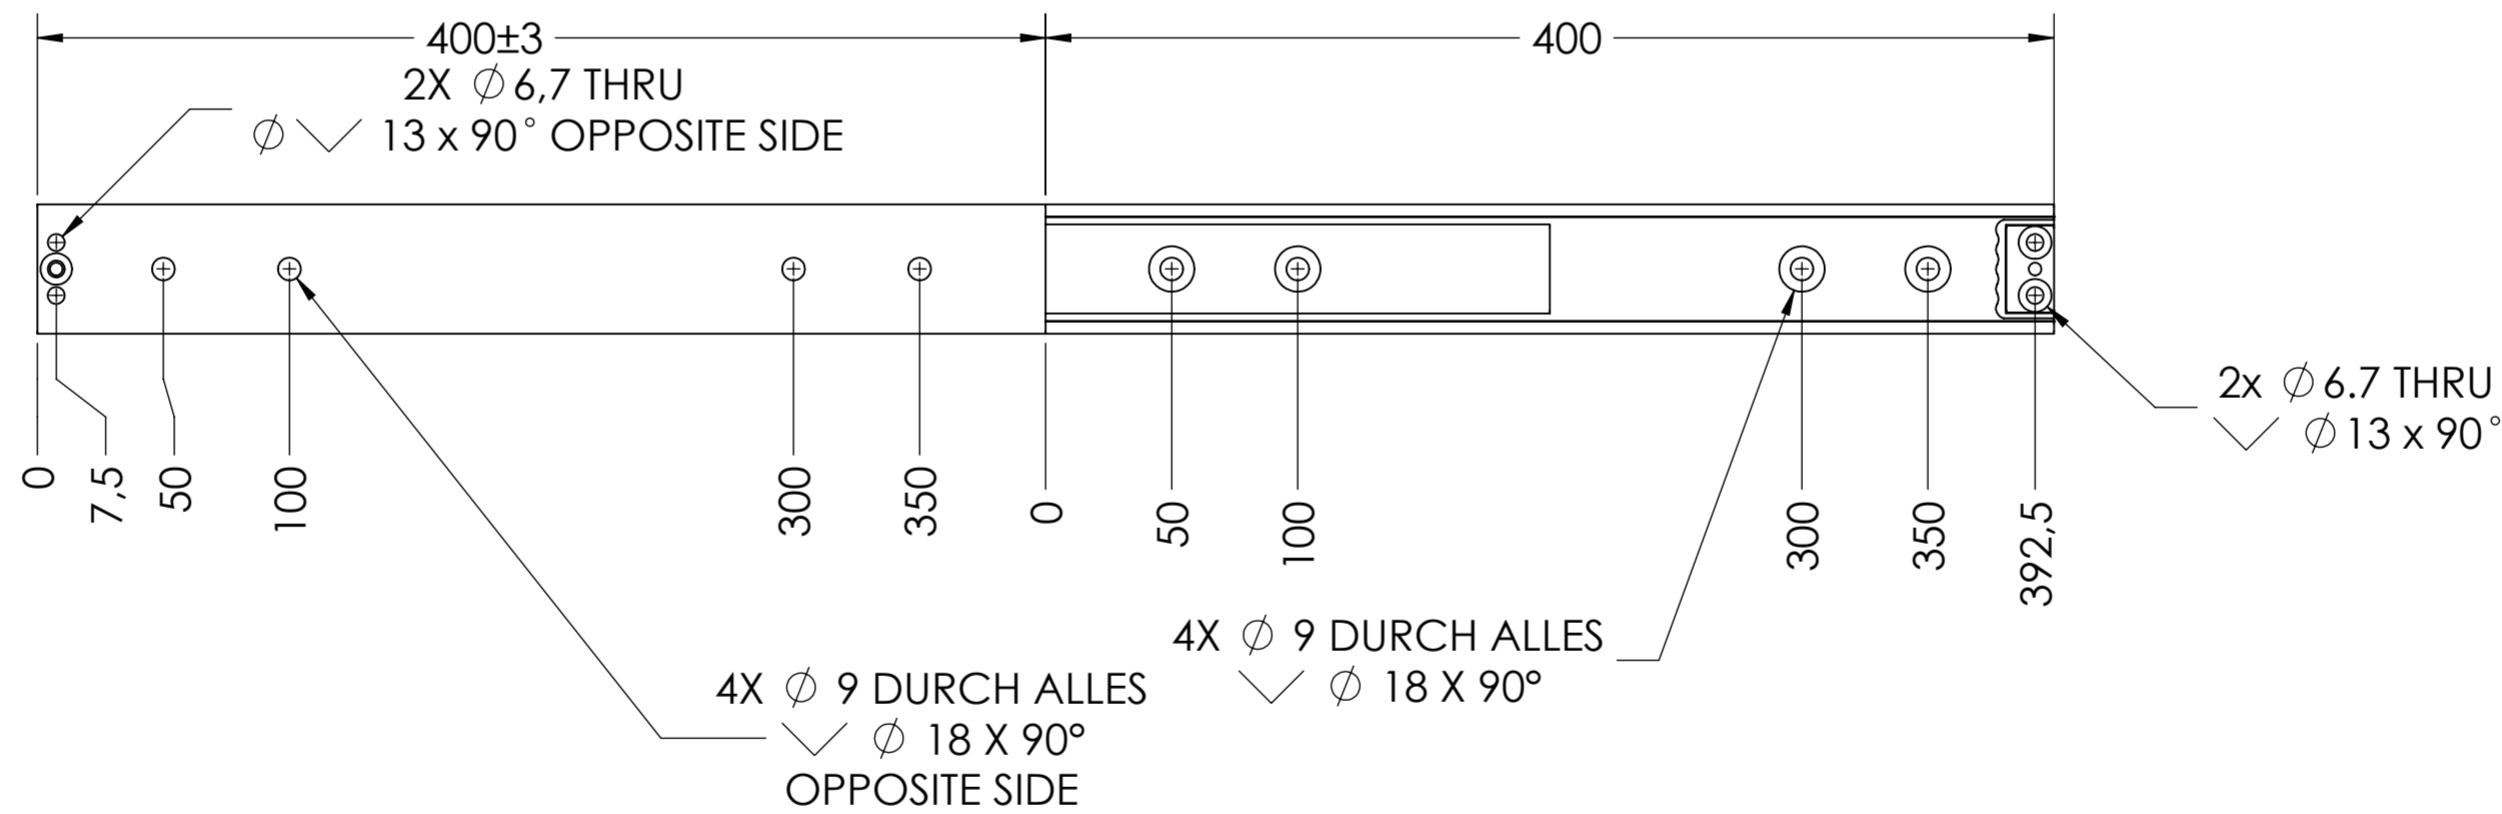 400±3
400
2X ⌀ 6,7 THRU
⌀ ⌵ 13 x 90° OPPOSITE SIDE
2x ⌀ 6.7 THRU
⌵ ⌀ 13 x 90°
0
7,5
50
100
300
350
0
50
100
300
350
392,5
4X ⌀ 9 DURCH ALLES
⌵ ⌀ 18 X 90°
4X ⌀ 9 DURCH ALLES
⌵ ⌀ 18 X 90°
OPPOSITE SIDE